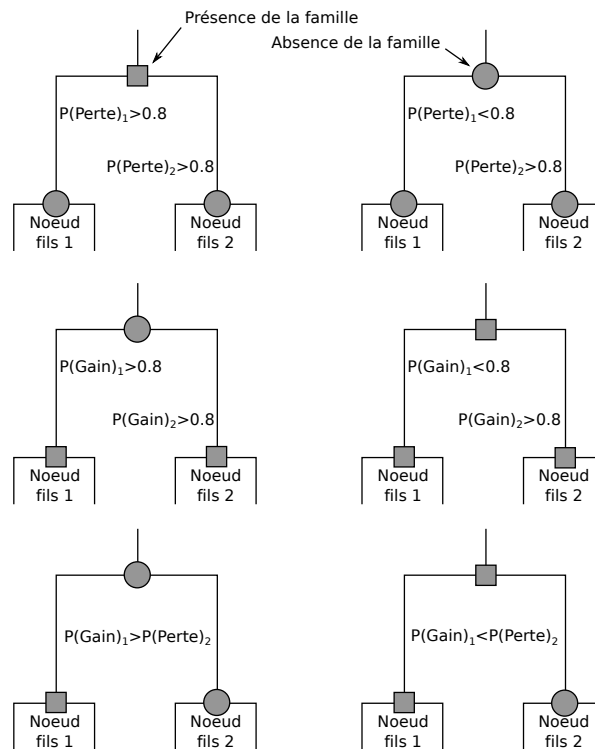 Présence de la famille
Absence de la famille
P(Perte)₁>0.8
P(Perte)₂>0.8
Noeud
fils 1
Noeud
fils 2
P(Perte)₁<0.8
P(Perte)₂>0.8
Noeud
fils 1
Noeud
fils 2
P(Gain)₁>0.8
P(Gain)₂>0.8
Noeud
fils 1
Noeud
fils 2
P(Gain)₁<0.8
P(Gain)₂>0.8
Noeud
fils 1
Noeud
fils 2
P(Gain)₁>P(Perte)₂
Noeud
fils 1
Noeud
fils 2
P(Gain)₁<P(Perte)₂
Noeud
fils 1
Noeud
fils 2